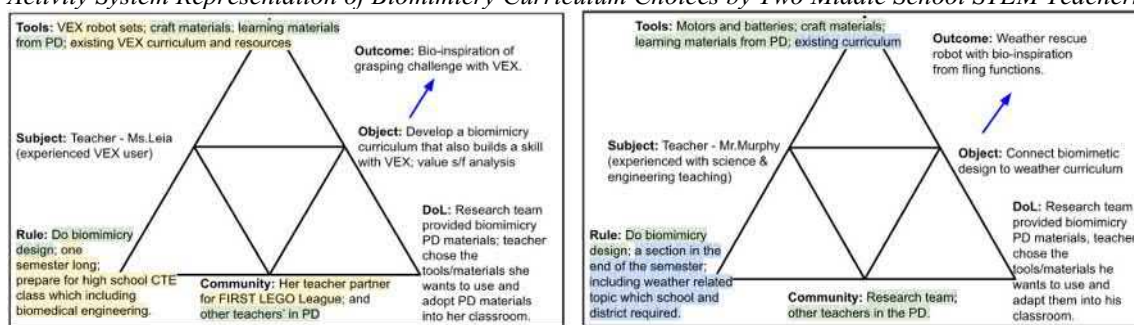 Activity System Representation of Biomimicry Curriculum Choices by Two Middle School STEM Teachers
Tools: VEX robot sets; craft materials; learning materials
from PD; existing VEX curriculum and resources
Outcome: Bio-inspiration of
grasping challenge with VEX.
Subject: Teacher - Ms.Leia
(experienced VEX user)
Object: Develop a biomimicry
curriculum that also builds a skill
with VEX; value s/f analysis
Rule: Do biomimicry
design; one
semester long;
prepare for high school CTE
class which including
biomedical engineering.
Community: Her teacher partner
for FIRST LEGO League; and
other teachers' in PD
DoL: Research team
provided biomimicry
PD materials; teacher
chose the
tools/materials she
wants to use and
adopt PD materials
into her classroom.
Tools: Motors and batteries; craft materials;
learning materials from PD; existing curriculum
Outcome: Weather rescue
robot with bio-inspiration
from fling functions.
Subject: Teacher - Mr.Murphy
(experienced with science &
engineering teaching)
Object: Connect biomimetic
design to weather curriculum
Rule: Do biomimicry
design; a section in the
end of the semester;
including weather related
topic which school and
district required.
Community: Research team;
other teachers in the PD.
DoL: Research team
provided biomimicry
PD materials, teacher
chose the
tools/materials he
wants to use and
adapt them into his
classroom.